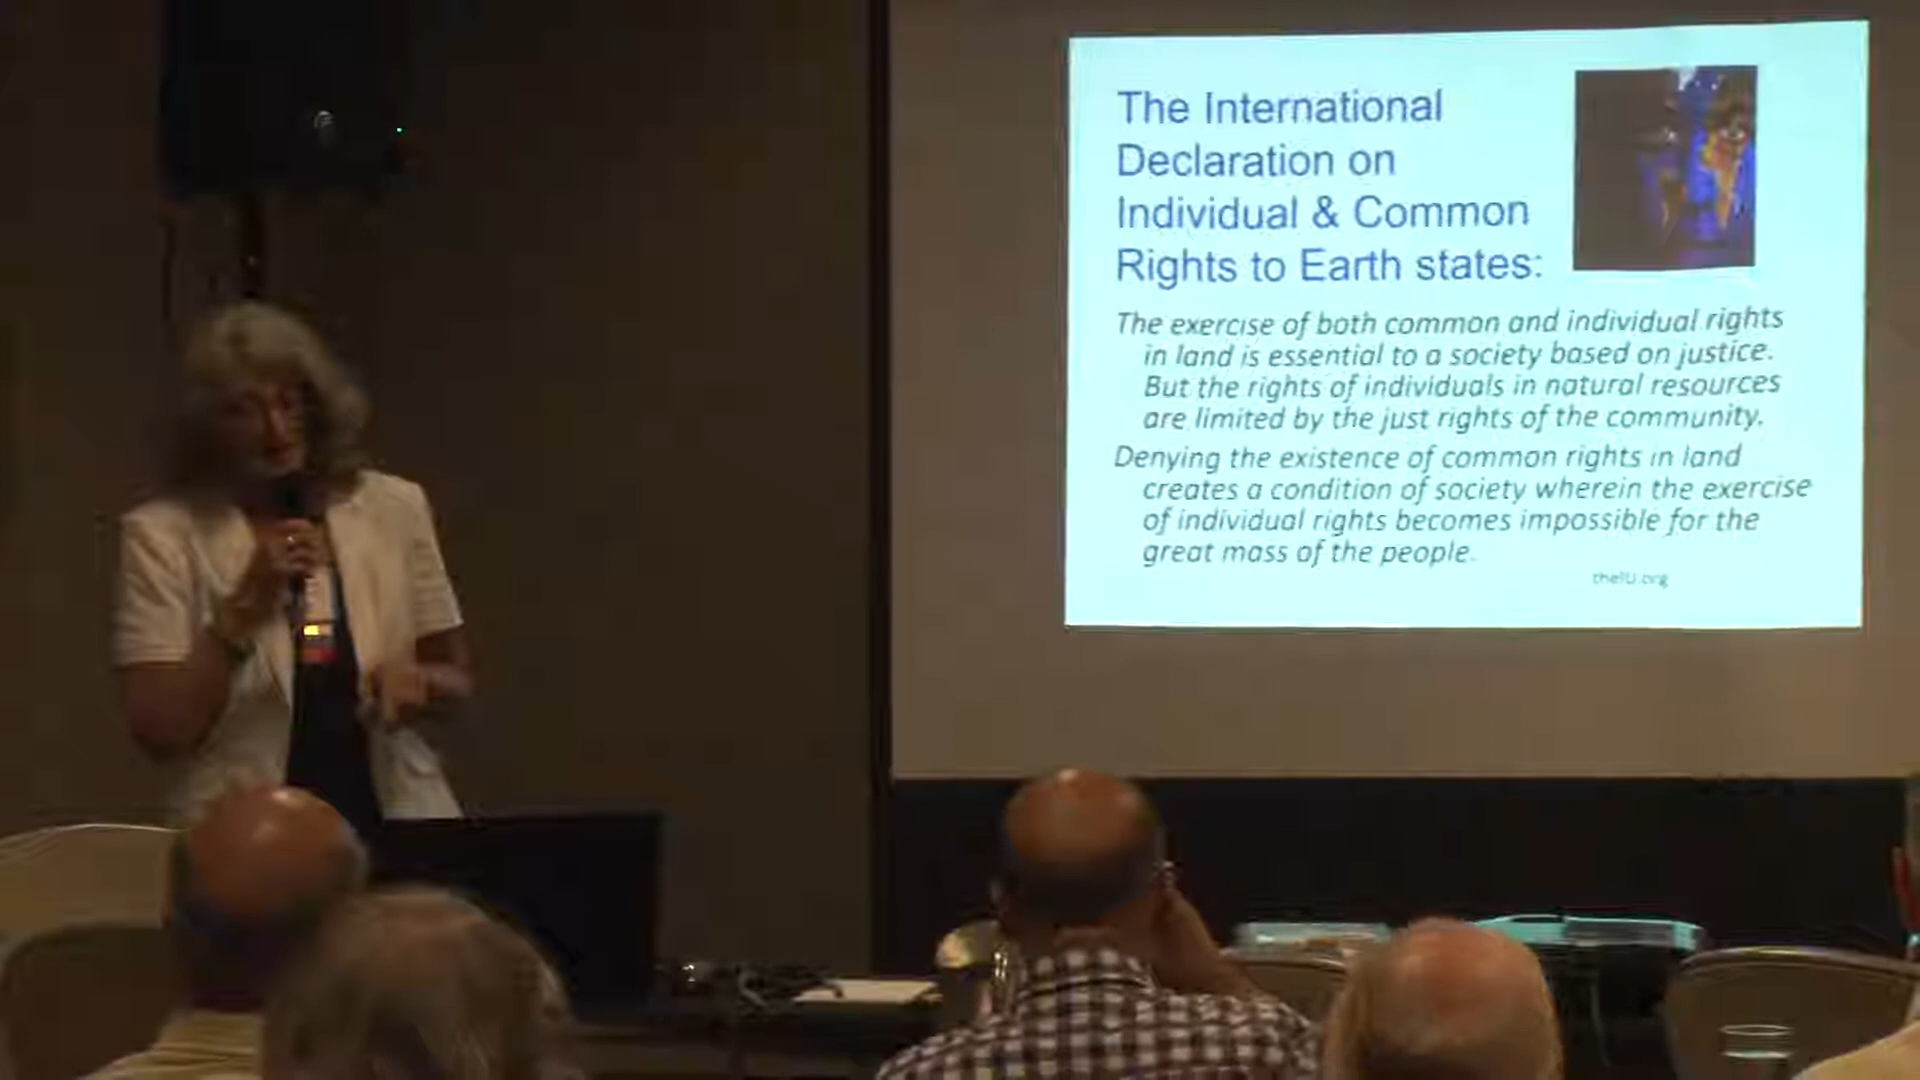 The International
Declaration on
Individual & Common
Rights to Earth states:
The exercise of both common and individual rights
in land is essential to a society based on justice.
But the rights of individuals in natural resources
are limited by the just rights of the community.
Denying the existence of common rights in land
creates a condition of society wherein the exercise
of individual rights becomes impossible for the
great mass of the people.
theIU.org